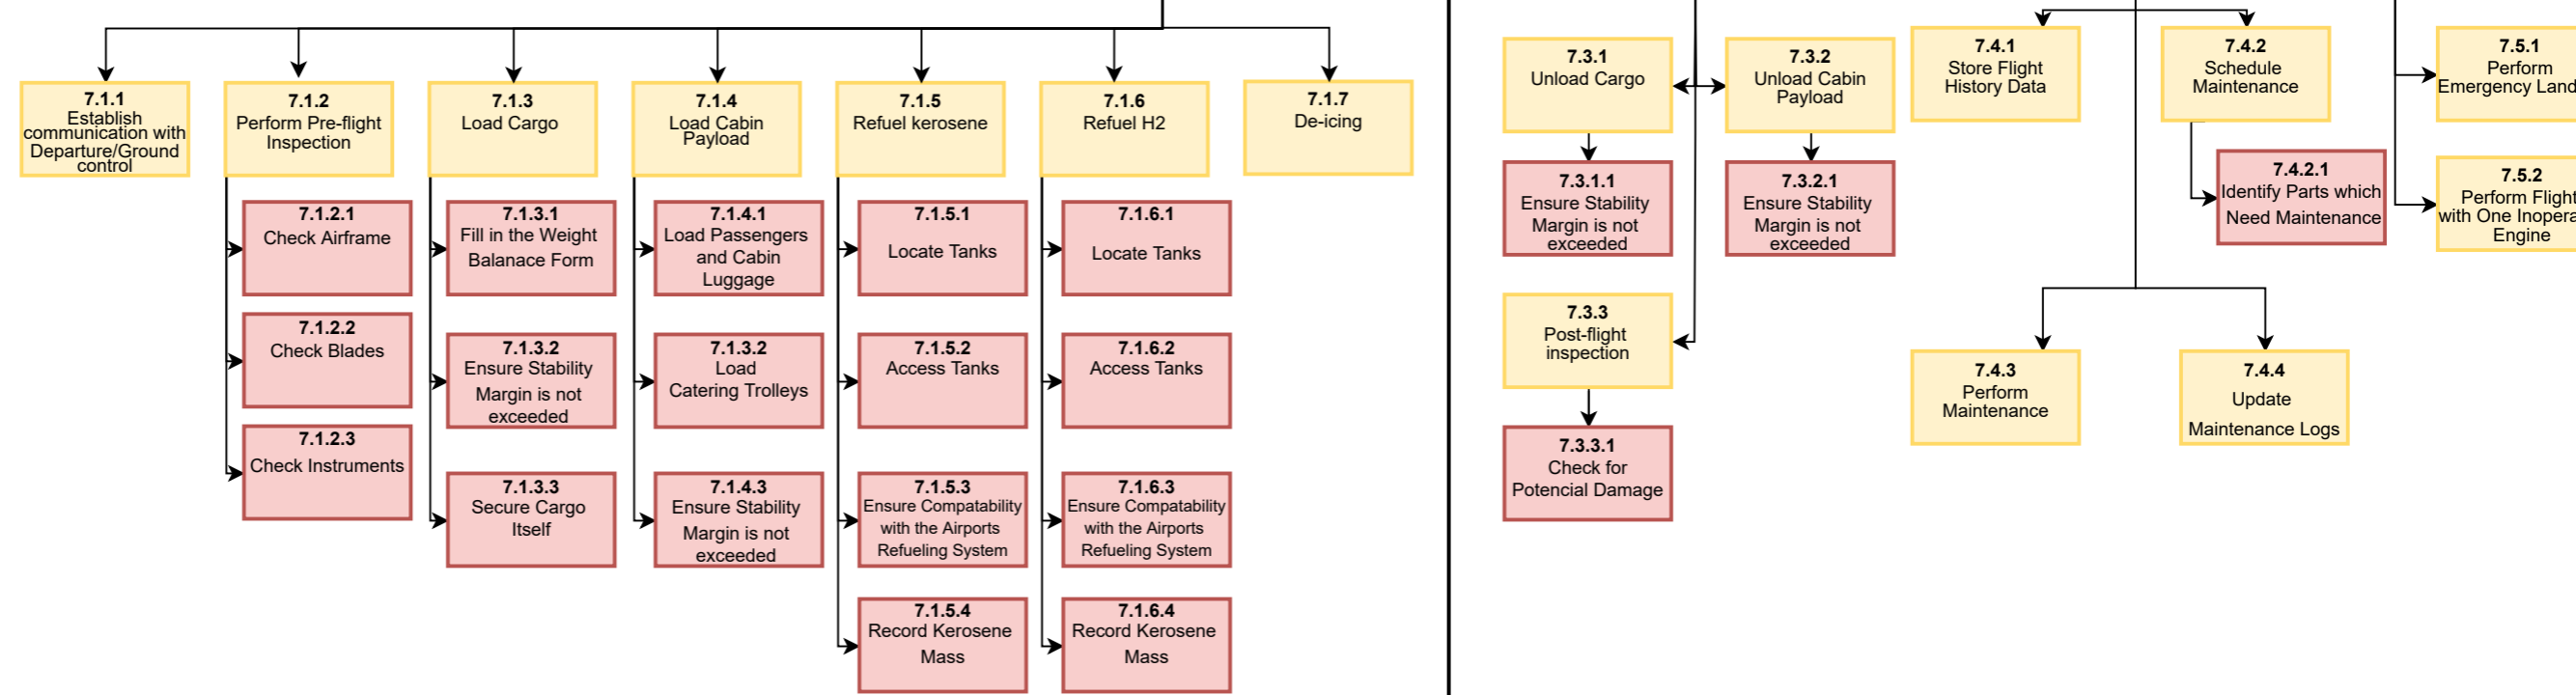 7.1.1
Establish
communication with
Departure/Ground
control
7.1.2
Perform Pre-flight
Inspection
7.1.3
Load Cargo
7.1.4
Load Cabin
Payload
7.1.5
Refuel kerosene
7.1.6
Refuel H2
7.1.7
De-icing
7.1.2.1
Check Airframe
7.1.2.2
Check Blades
7.1.2.3
Check Instruments
7.1.3.1
Fill in the Weight
Balanace Form
7.1.3.2
Ensure Stability
Margin is not
exceeded
7.1.3.3
Secure Cargo
Itself
7.1.4.1
Load Passengers
and Cabin
Luggage
7.1.3.2
Load
Catering Trolleys
7.1.4.3
Ensure Stability
Margin is not
exceeded
7.1.5.1
Locate Tanks
7.1.5.2
Access Tanks
7.1.5.3
Ensure Compatability
with the Airports
Refueling System
7.1.5.4
Record Kerosene
Mass
7.1.6.1
Locate Tanks
7.1.6.2
Access Tanks
7.1.6.3
Ensure Compatability
with the Airports
Refueling System
7.1.6.4
Record Kerosene
Mass
7.3.1
Unload Cargo
7.3.2
Unload Cabin
Payload
7.3.1.1
Ensure Stability
Margin is not
exceeded
7.3.2.1
Ensure Stability
Margin is not
exceeded
7.3.3
Post-flight
inspection
7.3.3.1
Check for
Potencial Damage
7.4.1
Store Flight
History Data
7.4.2
Schedule
Maintenance
7.4.2.1
Identify Parts which
Need Maintenance
7.4.3
Perform
Maintenance
7.4.4
Update
Maintenance Logs
7.5.1
Perform
Emergency Land
7.5.2
Perform Flight
with One Inopera
Engine